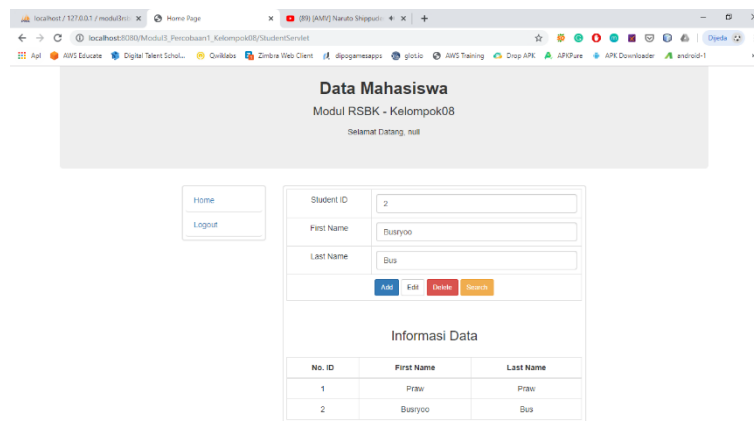 localhost / 127.0.0.1 / modul3
Home Page
(89) [AMV] Naruto Shippude
localhost:8080/Modul3_Percobaan1_Kelompok08/StudentServlet
Dijeda
Apl AWS Educate Digital Talent Schol... Qwiklabs Zimbra Web Client dipogamesapps glot.io AWS Training Drop APK APKPure APK Downloader android-1
Data Mahasiswa
Modul RSBK - Kelompok08
Selamat Datang, null
Home
Logout
Student ID 2
First Name Busryoo
Last Name Bus
Add Edit Delete Search
Informasi Data
No. ID First Name Last Name
1 Praw Praw
2 Busryoo Bus